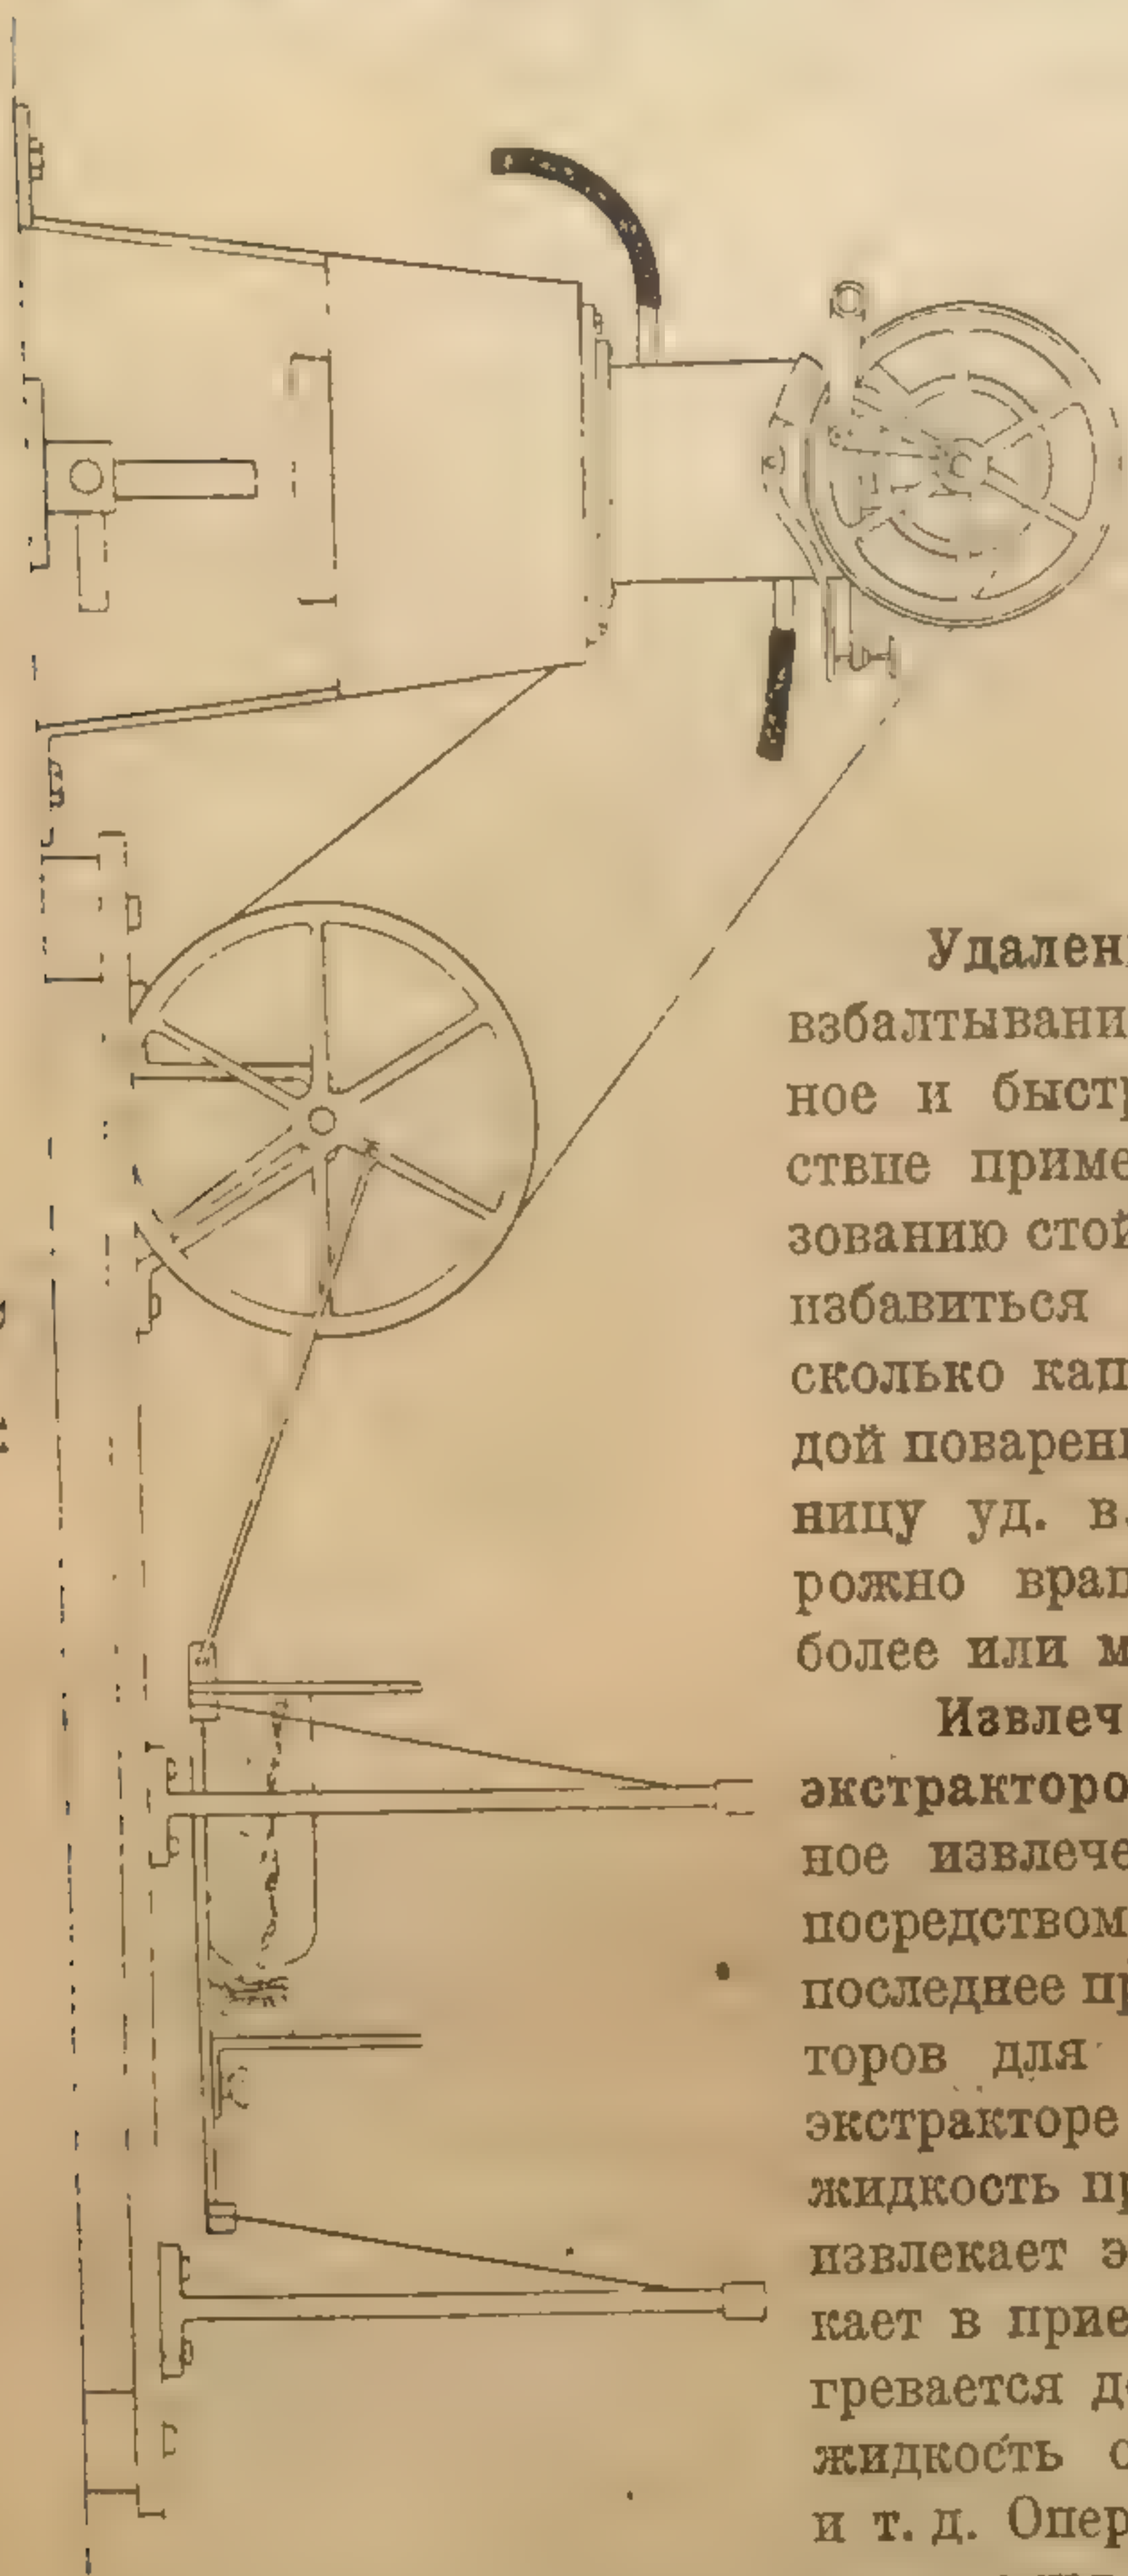 Удален
взбалтывани
ное и быстр
ствие приме
зованию стой
избавиться
сколько кап
дой поварен
ницу уд. в.
рожно вращ
более или м
Извлеч
экстракторо
ное извлече
посредством
последнее пр
торов для
экстракторе
жидкость пр
извлекает э
кает в прие
гревается д
жидкость с
и т. д. Опер